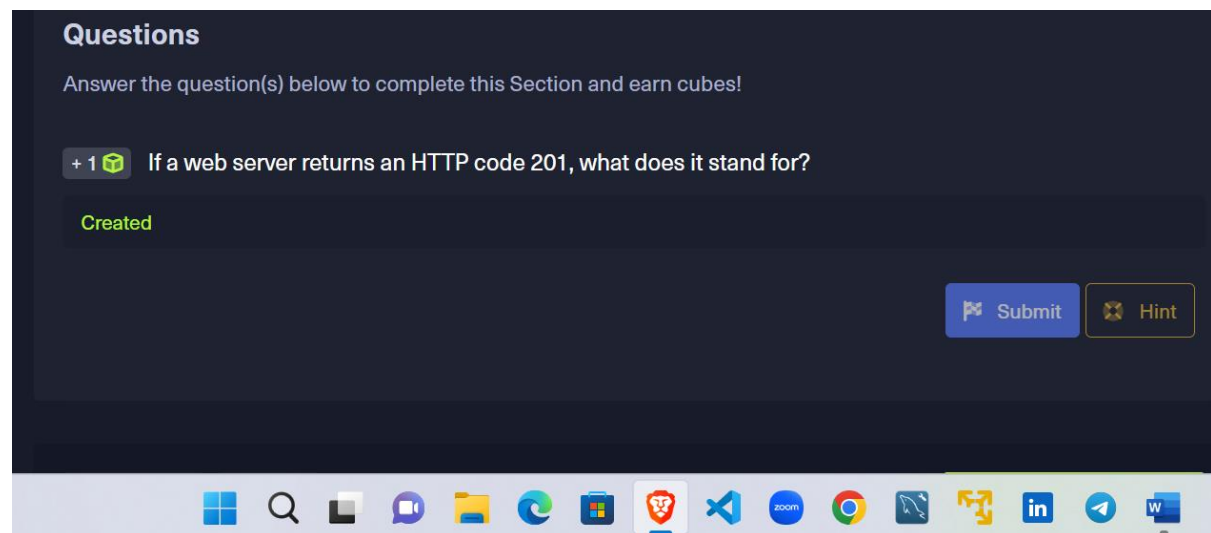 Questions
Answer the question(s) below to complete this Section and earn cubes!
+ 1 If a web server returns an HTTP code 201, what does it stand for?
Created
Submit Hint
zoom in W